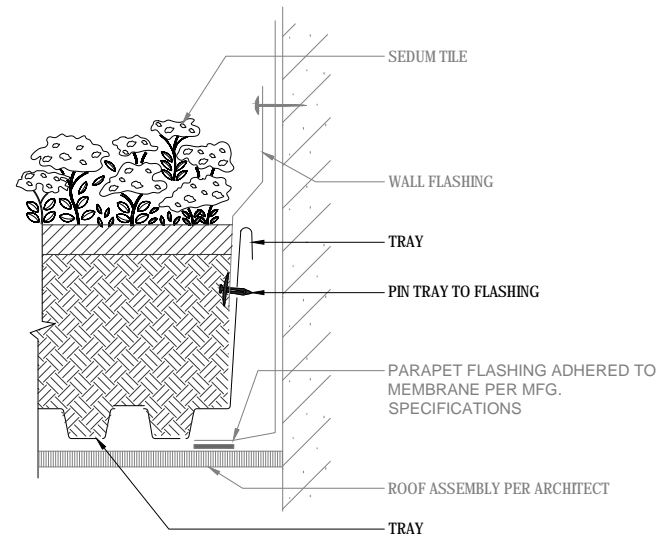 SEDUM TILE
WALL FLASHING
TRAY
PIN TRAY TO FLASHING
PARAPET FLASHING ADHERED TO
MEMBRANE PER MFG.
SPECIFICATIONS
ROOF ASSEMBLY PER ARCHITECT
TRAY